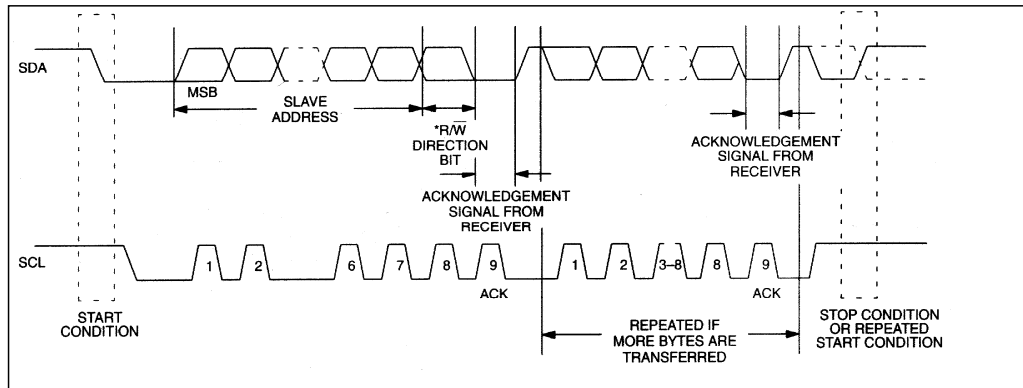 SDA
MSB
SLAVE
ADDRESS
*R/W̅
DIRECTION
BIT
ACKNOWLEDGEMENT
SIGNAL FROM
RECEIVER
ACKNOWLEDGEMENT
SIGNAL FROM
RECEIVER
SCL
1 2 6 7 8 9 1 2 3–8 8 9
ACK ACK
START
CONDITION
REPEATED IF
MORE BYTES ARE
TRANSFERRED
STOP CONDITION
OR REPEATED
START CONDITION